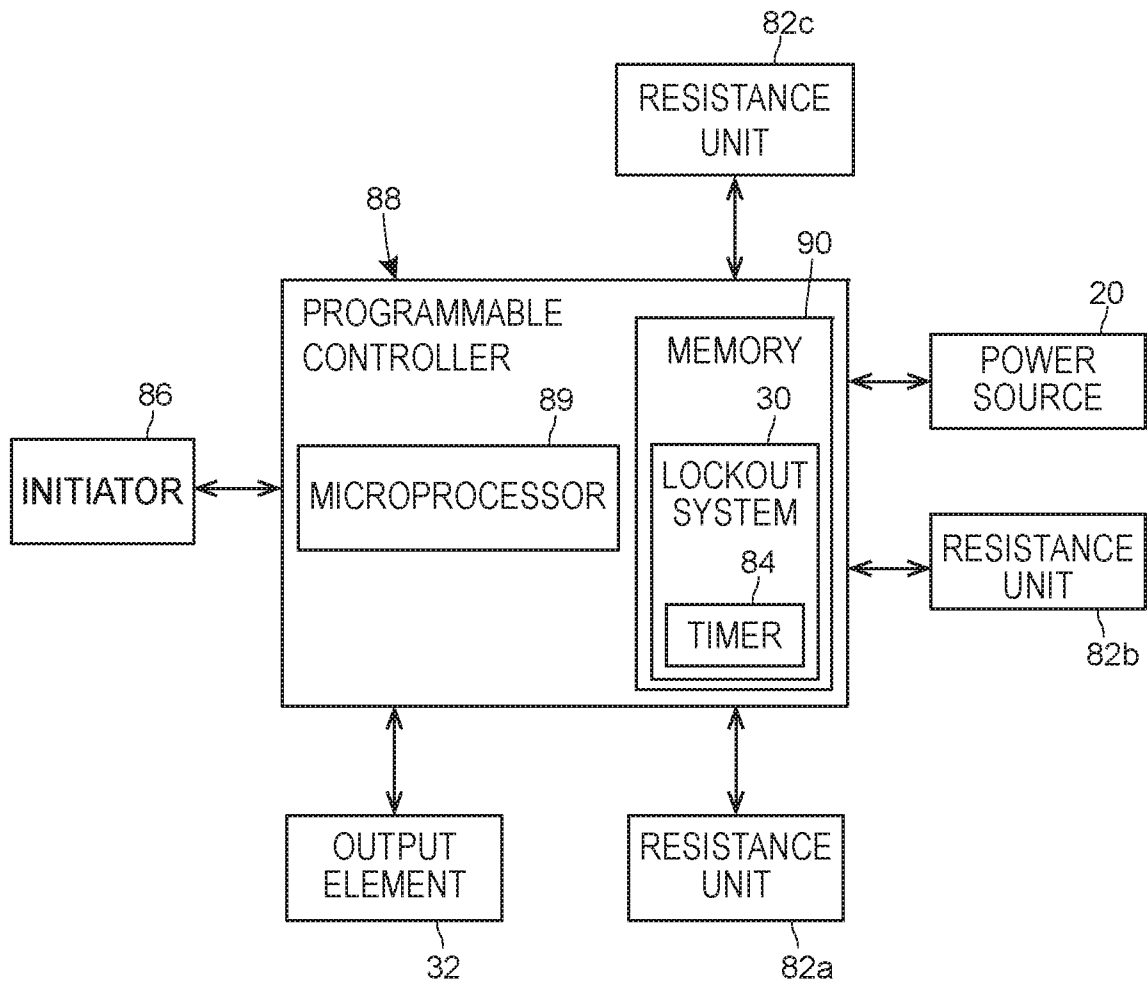 82c
RESISTANCE
UNIT
88
90
PROGRAMMABLE
CONTROLLER
MEMORY
20
POWER
SOURCE
86
INITIATOR
89
MICROPROCESSOR
30
LOCKOUT
SYSTEM
84
TIMER
RESISTANCE
UNIT
82b
OUTPUT
ELEMENT
32
RESISTANCE
UNIT
82a